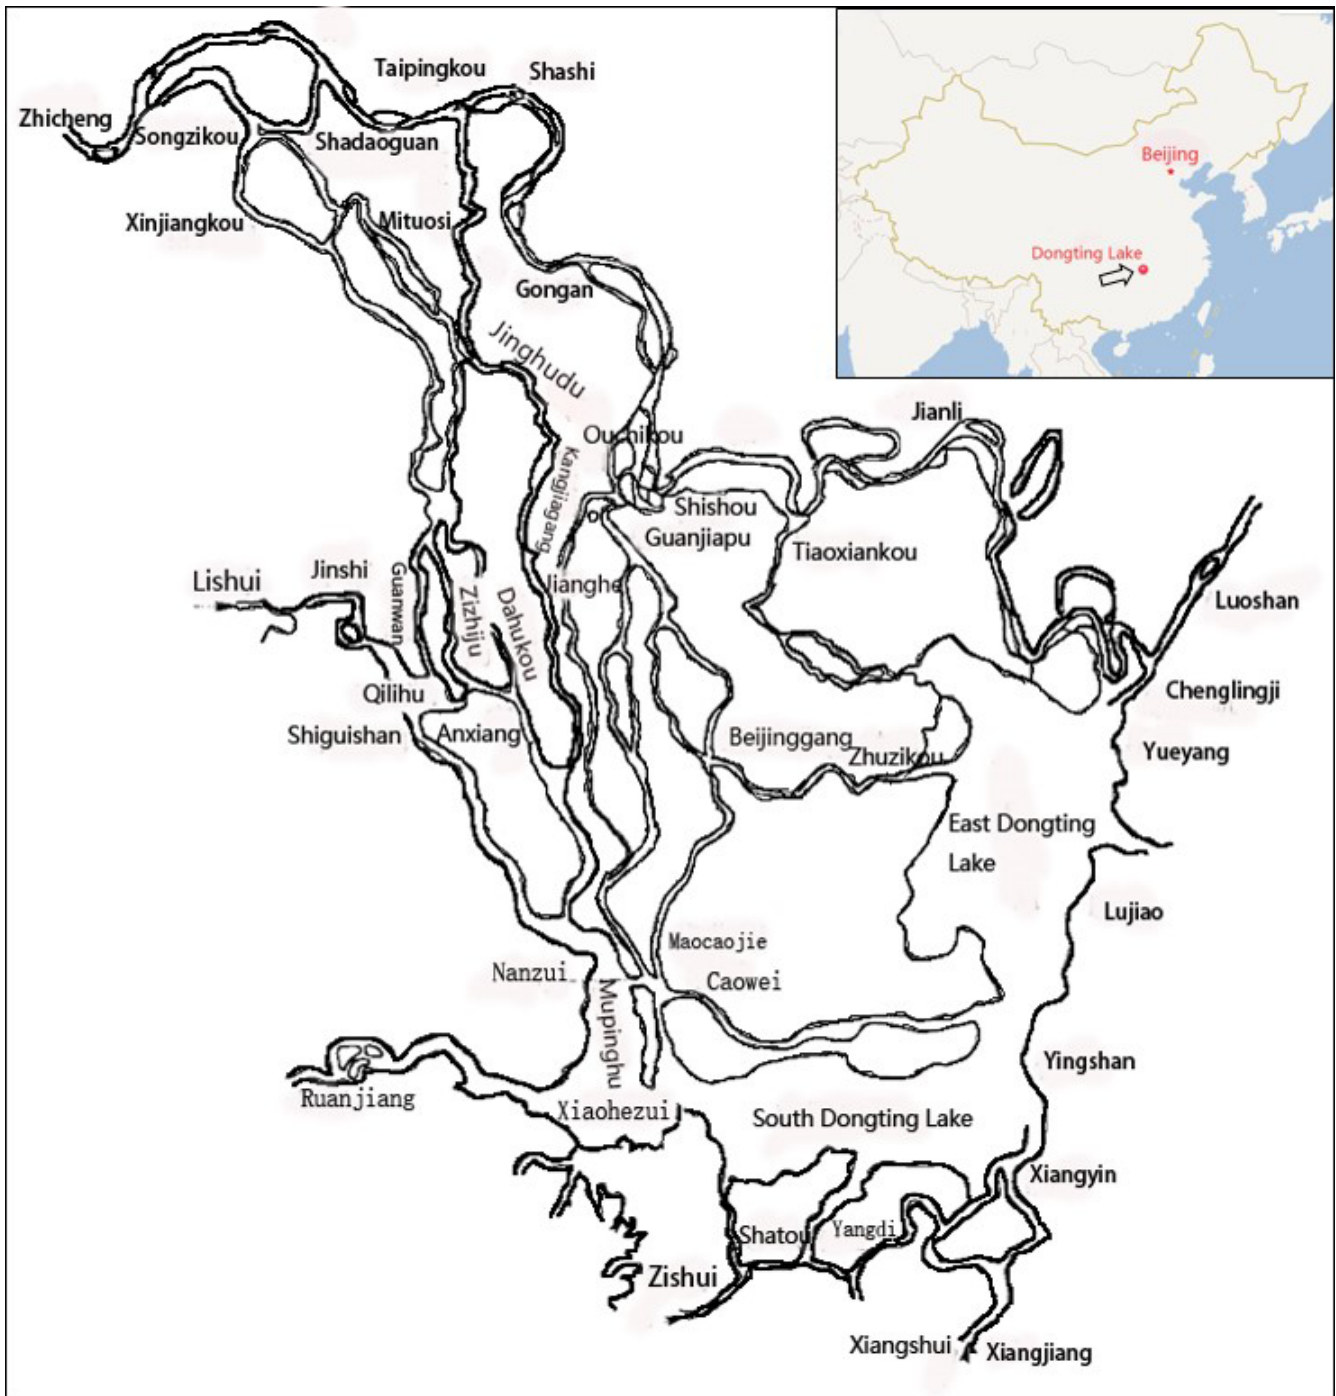 Taipingkou
Shashi
Zhicheng
Songzikou
Shadaoguan
Xinjiangkou
Mituosi
Gongan
Jinghudu
Beijing
Dongting Lake
Jianli
Ouchikou
Kangjiagang
Shishou
Guanjiapu
Tiaoxiankou
Lishui
Jinshi
Guanwan
Zizhiju
Dahukou
Jianghe
Luoshan
Qilihu
Chenglingji
Shiguishan
Anxiang
Beijinggang
Zhuzikou
Yueyang
East Dongting
Lake
Lujiao
Maocaojie
Nanzui
Caowei
Mupinghu
Yingshan
Ruanjiang
Xiaohezui
South Dongting Lake
Xiangyin
Shatou
Yangdi
Zishui
Xiangshui
Xiangjiang